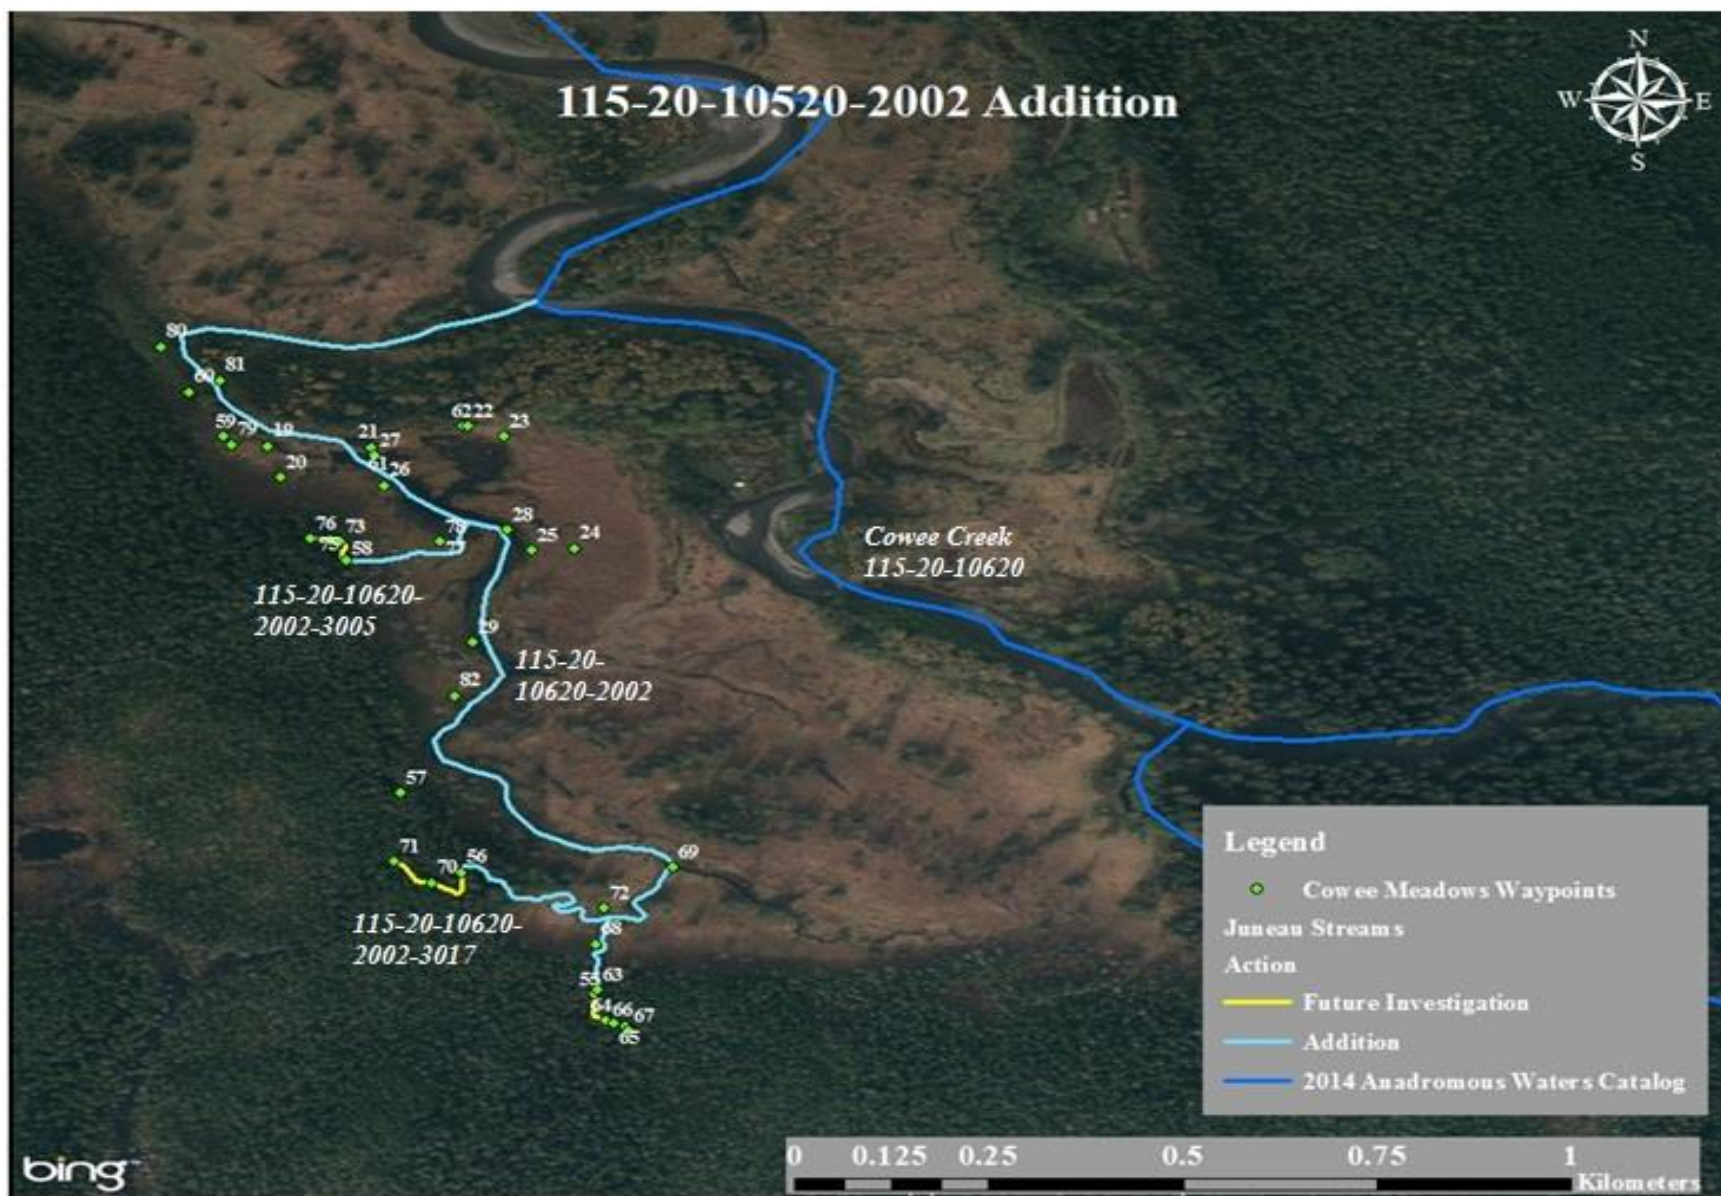 115-20-10520-2002 Addition
N
W
E
S
80
81
60
59
79
19
20
21
27
61
26
62
22
23
28
25
24
76
73
75
58
78
77
Cowee Creek
115-20-10620
115-20-10620-
2002-3005
29
115-20-
10620-2002
82
57
71
70
56
69
72
68
115-20-10620-
2002-3017
55
63
64
66
67
65
Legend
Cowee Meadows Waypoints
Juneau Streams
Action
Future Investigation
Addition
2014 Anadromous Waters Catalog
bing
0 0.125 0.25 0.5 0.75 1
Kilometers